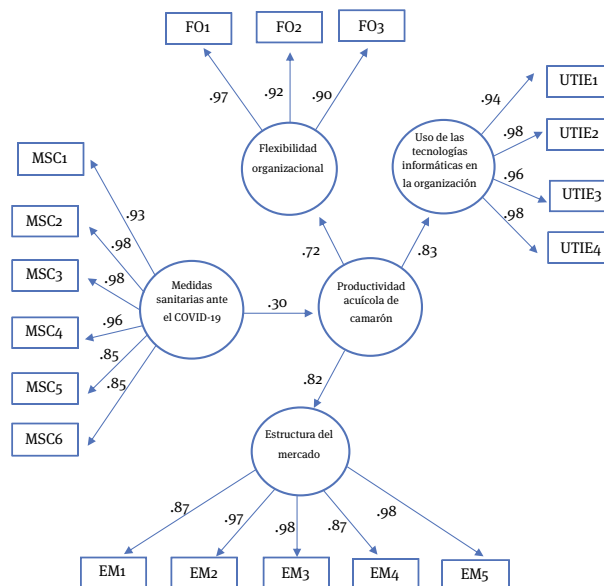 FO1
FO2
FO3
.97
.92
.90
Flexibilidad
organizacional
UTIE1
UTIE2
UTIE3
UTIE4
.94
.98
.96
.98
Uso de las
tecnologías
informáticas en
la organización
MSC1
MSC2
MSC3
MSC4
MSC5
MSC6
.93
.98
.98
.96
.85
.85
Medidas
sanitarias ante
el COVID-19
.30
.72
.83
Productividad
acuícola de
camarón
.82
Estructura del
mercado
.87
.97
.98
.87
.98
EM1
EM2
EM3
EM4
EM5